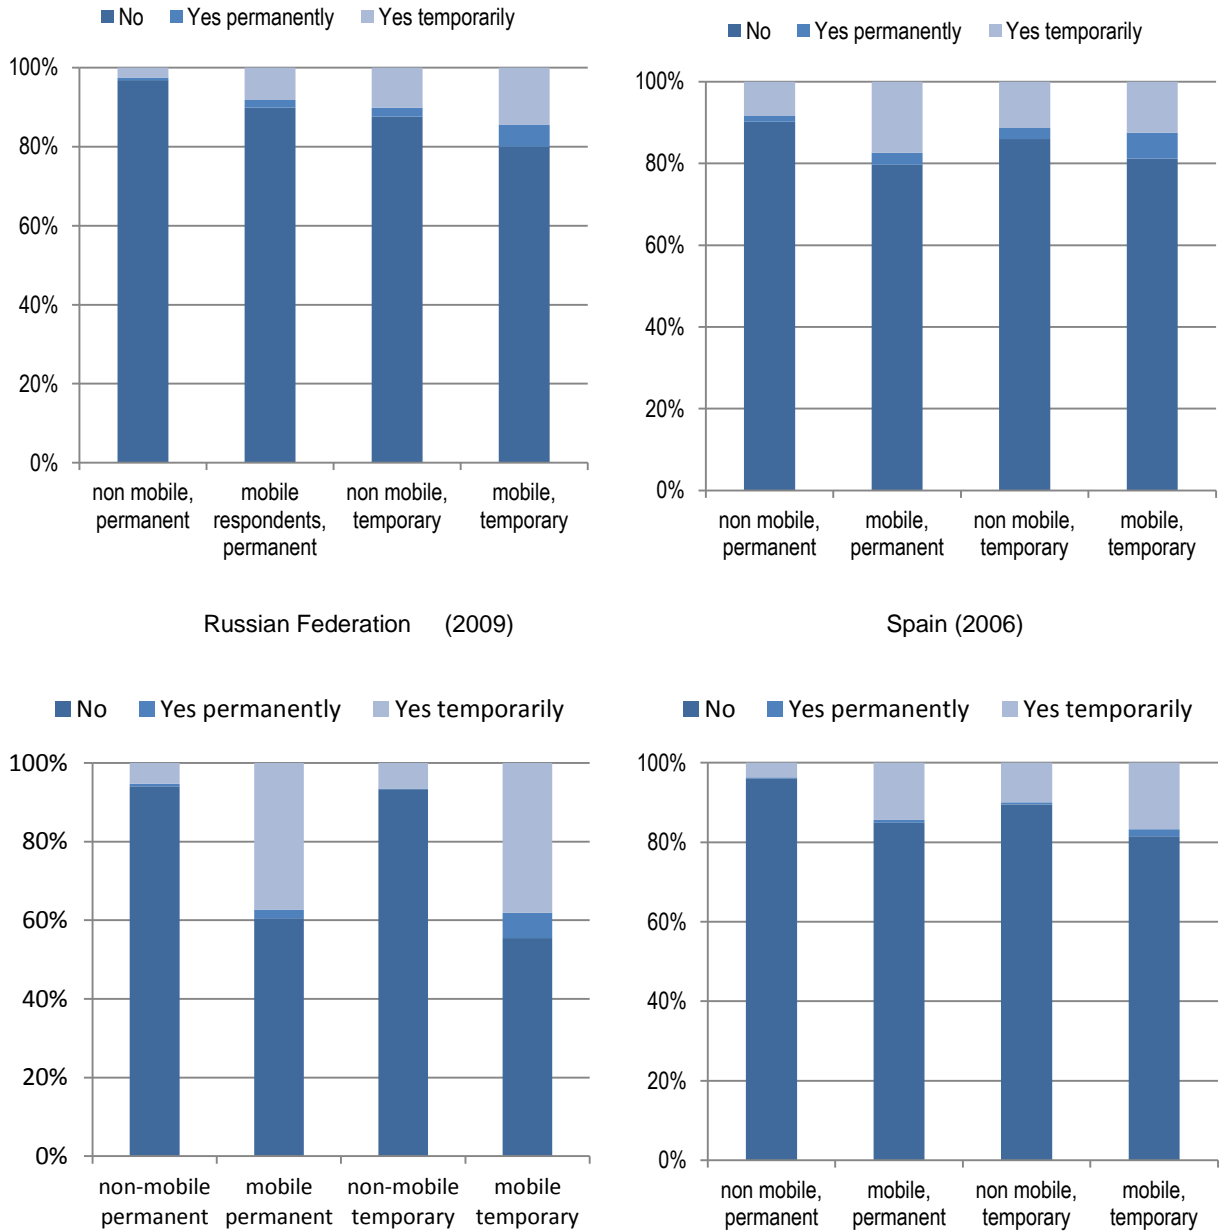 No Yes permanently Yes temporarily
100%
80%
60%
40%
20%
0%
non mobile, permanent
mobile respondents, permanent
non mobile, temporary
mobile, temporary
No Yes permanently Yes temporarily
100%
80%
60%
40%
20%
0%
non mobile, permanent
mobile, permanent
non mobile, temporary
mobile, temporary
Russian Federation (2009)
Spain (2006)
No Yes permanently Yes temporarily
100%
80%
60%
40%
20%
0%
non-mobile permanent
mobile permanent
non-mobile temporary
mobile temporary
No Yes permanently Yes temporarily
100%
80%
60%
40%
20%
0%
non mobile, permanent
mobile, permanent
non mobile, temporary
mobile, temporary